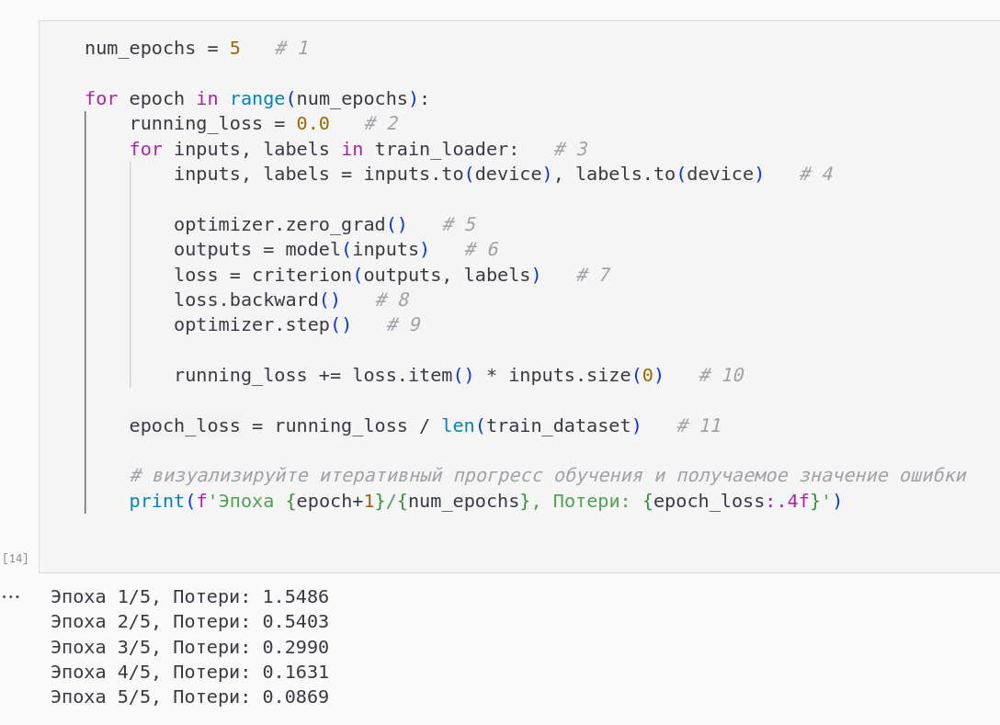 num_epochs = 5   # 1
for epoch in range(num_epochs):
    running_loss = 0.0   # 2
    for inputs, labels in train_loader:   # 3
        inputs, labels = inputs.to(device), labels.to(device)   # 4
        optimizer.zero_grad()   # 5
        outputs = model(inputs)   # 6
        loss = criterion(outputs, labels)   # 7
        loss.backward()   # 8
        optimizer.step()   # 9
        running_loss += loss.item() * inputs.size(0)   # 10
    epoch_loss = running_loss / len(train_dataset)   # 11
    # визуализируйте итеративный прогресс обучения и получаемое значение ошибки
    print(f'Эпоха {epoch+1}/{num_epochs}, Потери: {epoch_loss:.4f}')
[14]
...
Эпоха 1/5, Потери: 1.5486
Эпоха 2/5, Потери: 0.5403
Эпоха 3/5, Потери: 0.2990
Эпоха 4/5, Потери: 0.1631
Эпоха 5/5, Потери: 0.0869